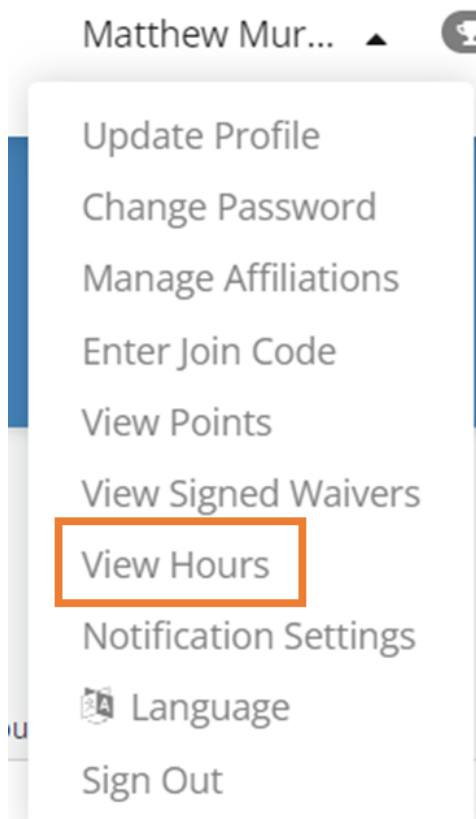 Matthew Mur...
Update Profile
Change Password
Manage Affiliations
Enter Join Code
View Points
View Signed Waivers
View Hours
Notification Settings
Language
ou
Sign Out